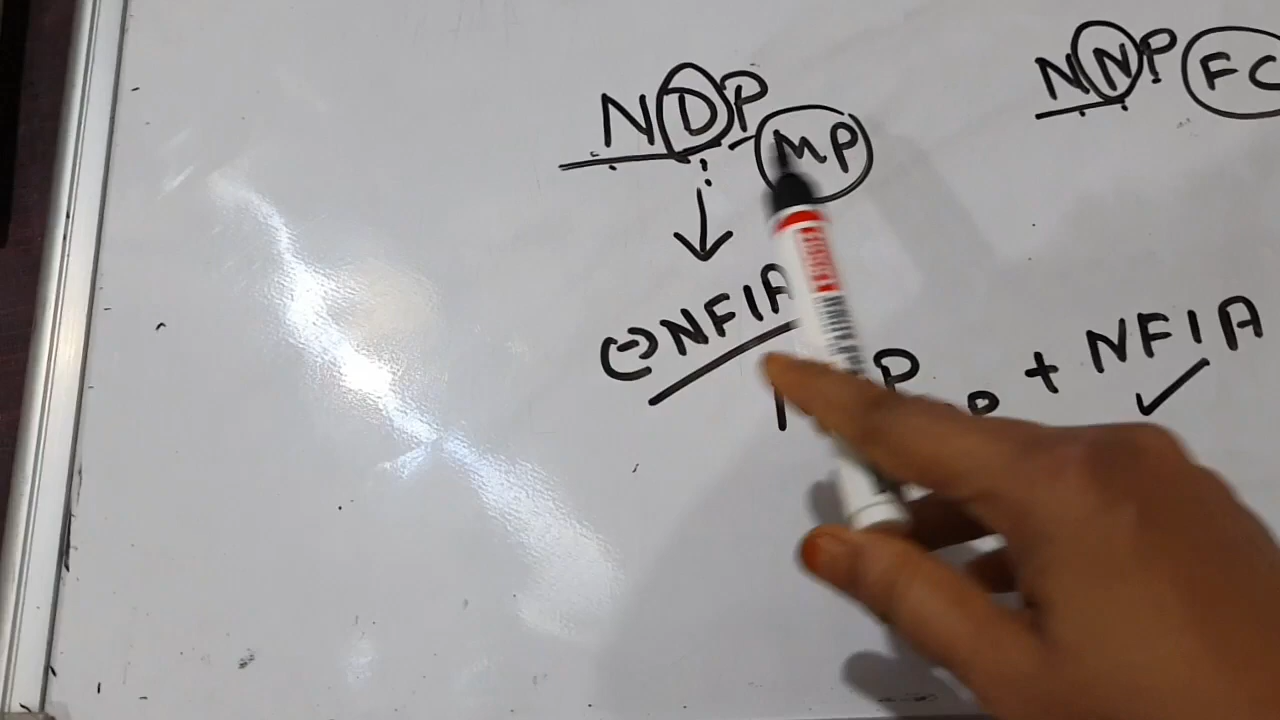 NDP MP
NNP FC
(-) NFIA
P + NFIA